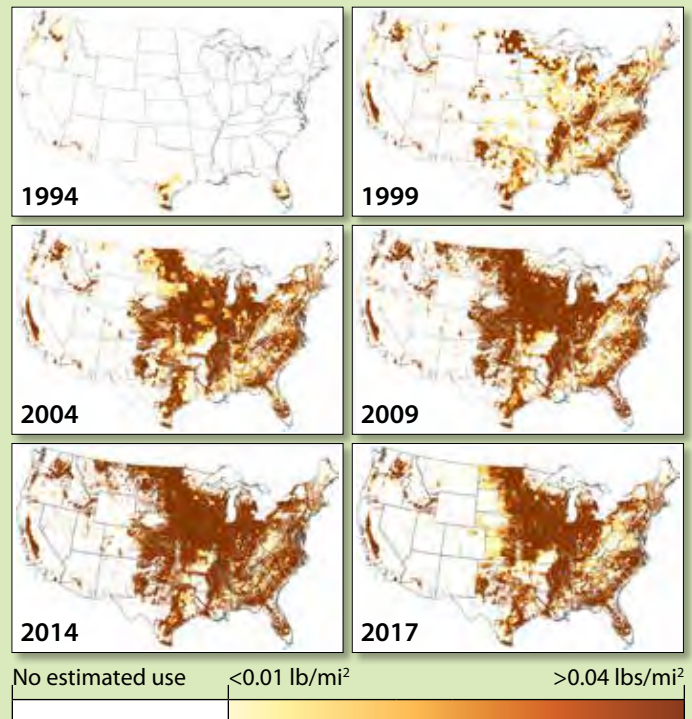 1994
1999
2004
2009
2014
2017
No estimated use
<0.01 lb/mi²
>0.04 lbs/mi²